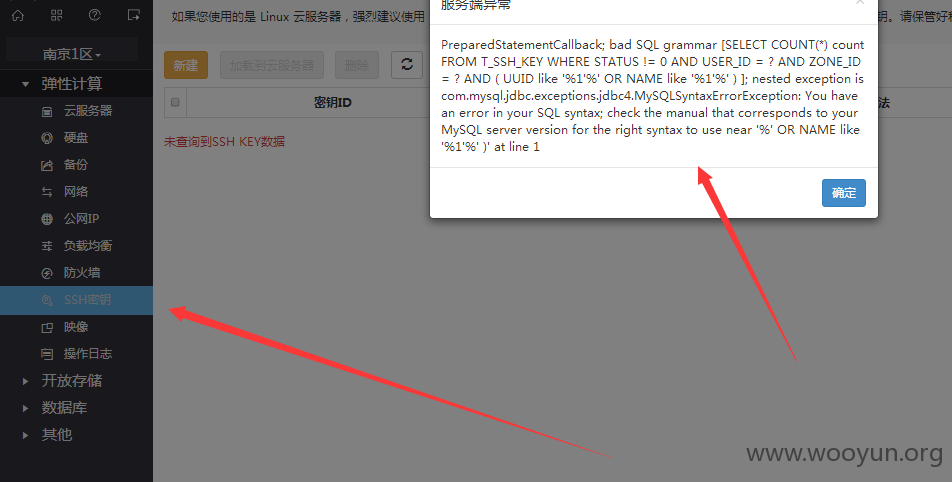 如果您使用的是 Linux 云服务器，强烈建议使用
服务端异常
钥。请保管好
南京1区
弹性计算
云服务器
硬盘
备份
网络
公网IP
负载均衡
防火墙
SSH密钥
映像
操作日志
开放存储
数据库
其他
新建
加载到云服务器
删除
密钥ID
法
未查询到SSH KEY数据
PreparedStatementCallback; bad SQL grammar [SELECT COUNT(*) count
FROM T_SSH_KEY WHERE STATUS != 0 AND USER_ID = ? AND ZONE_ID
= ? AND ( UUID like '%1'%' OR NAME like '%1'%' ) ]; nested exception is
com.mysql.jdbc.exceptions.jdbc4.MySQLSyntaxErrorException: You have
an error in your SQL syntax; check the manual that corresponds to your
MySQL server version for the right syntax to use near '%' OR NAME like
'%1'%' )' at line 1
确定
www.wooyun.org